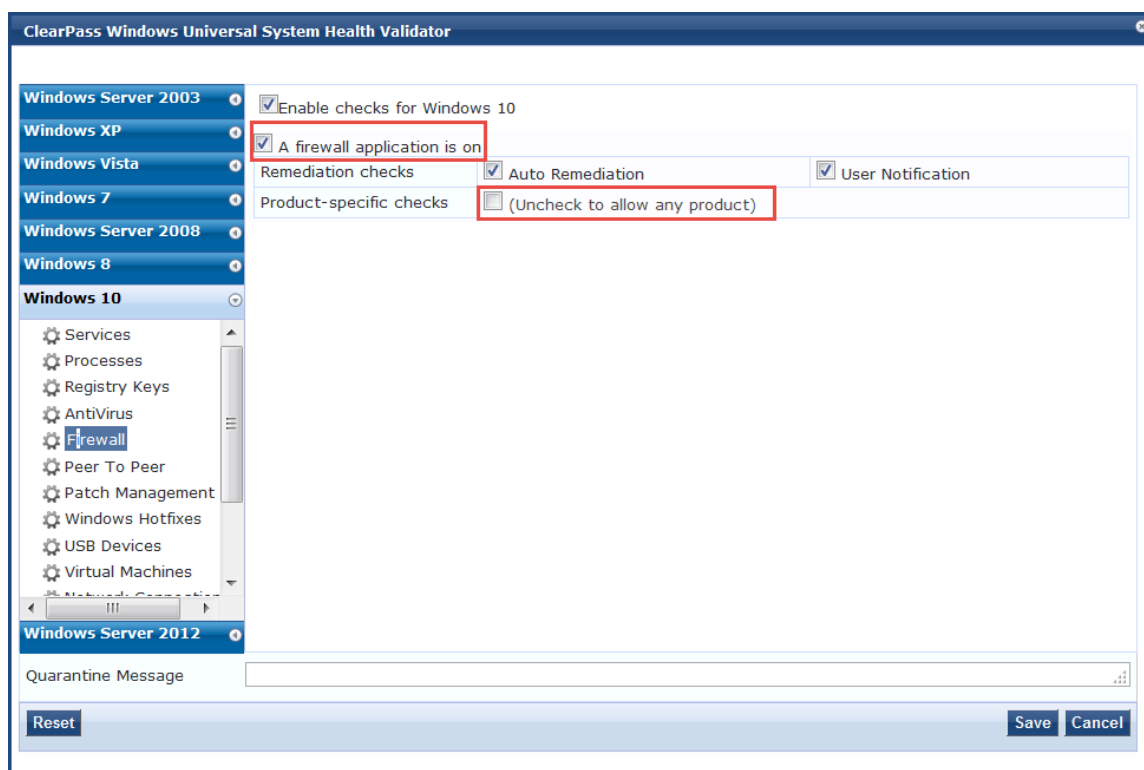 ClearPass Windows Universal System Health Validator
Windows Server 2003
Windows XP
Windows Vista
Windows 7
Windows Server 2008
Windows 8
Windows 10
Services
Processes
Registry Keys
AntiVirus
Firewall
Peer To Peer
Patch Management
Windows Hotfixes
USB Devices
Virtual Machines
Windows Server 2012
Enable checks for Windows 10
A firewall application is on
Remediation checks Auto Remediation User Notification
Product-specific checks (Uncheck to allow any product)
Quarantine Message
Reset Save Cancel